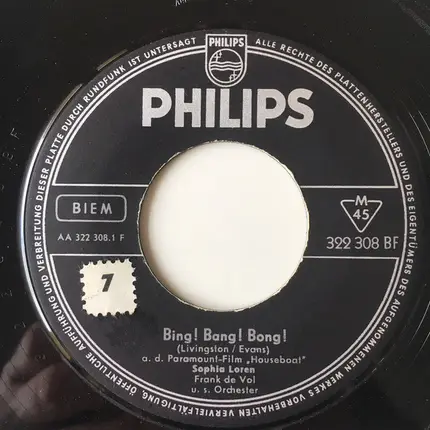 ALLE RECHTE DES PLATTENHERSTELLERS UND DES EIGENTÜMERS DES AUFGENOMMENEN WERKES VORBEHALTEN VERVIELFÄLTIGUNG, ÖFFENTLICHE AUFFÜHRUNG UND VERBREITUNG DIESER PLATTE DURCH RUNDFUNK IST UNTERSAGT
PHILIPS
PHILIPS
BIEM
AA 322 308.1 F
M
45
322 308 BF
7
Bing! Bang! Bong!
(Livingston / Evans)
a. d. Paramount-Film „Houseboat"
Sophia Loren
Frank de Vol
u. s. Orchester